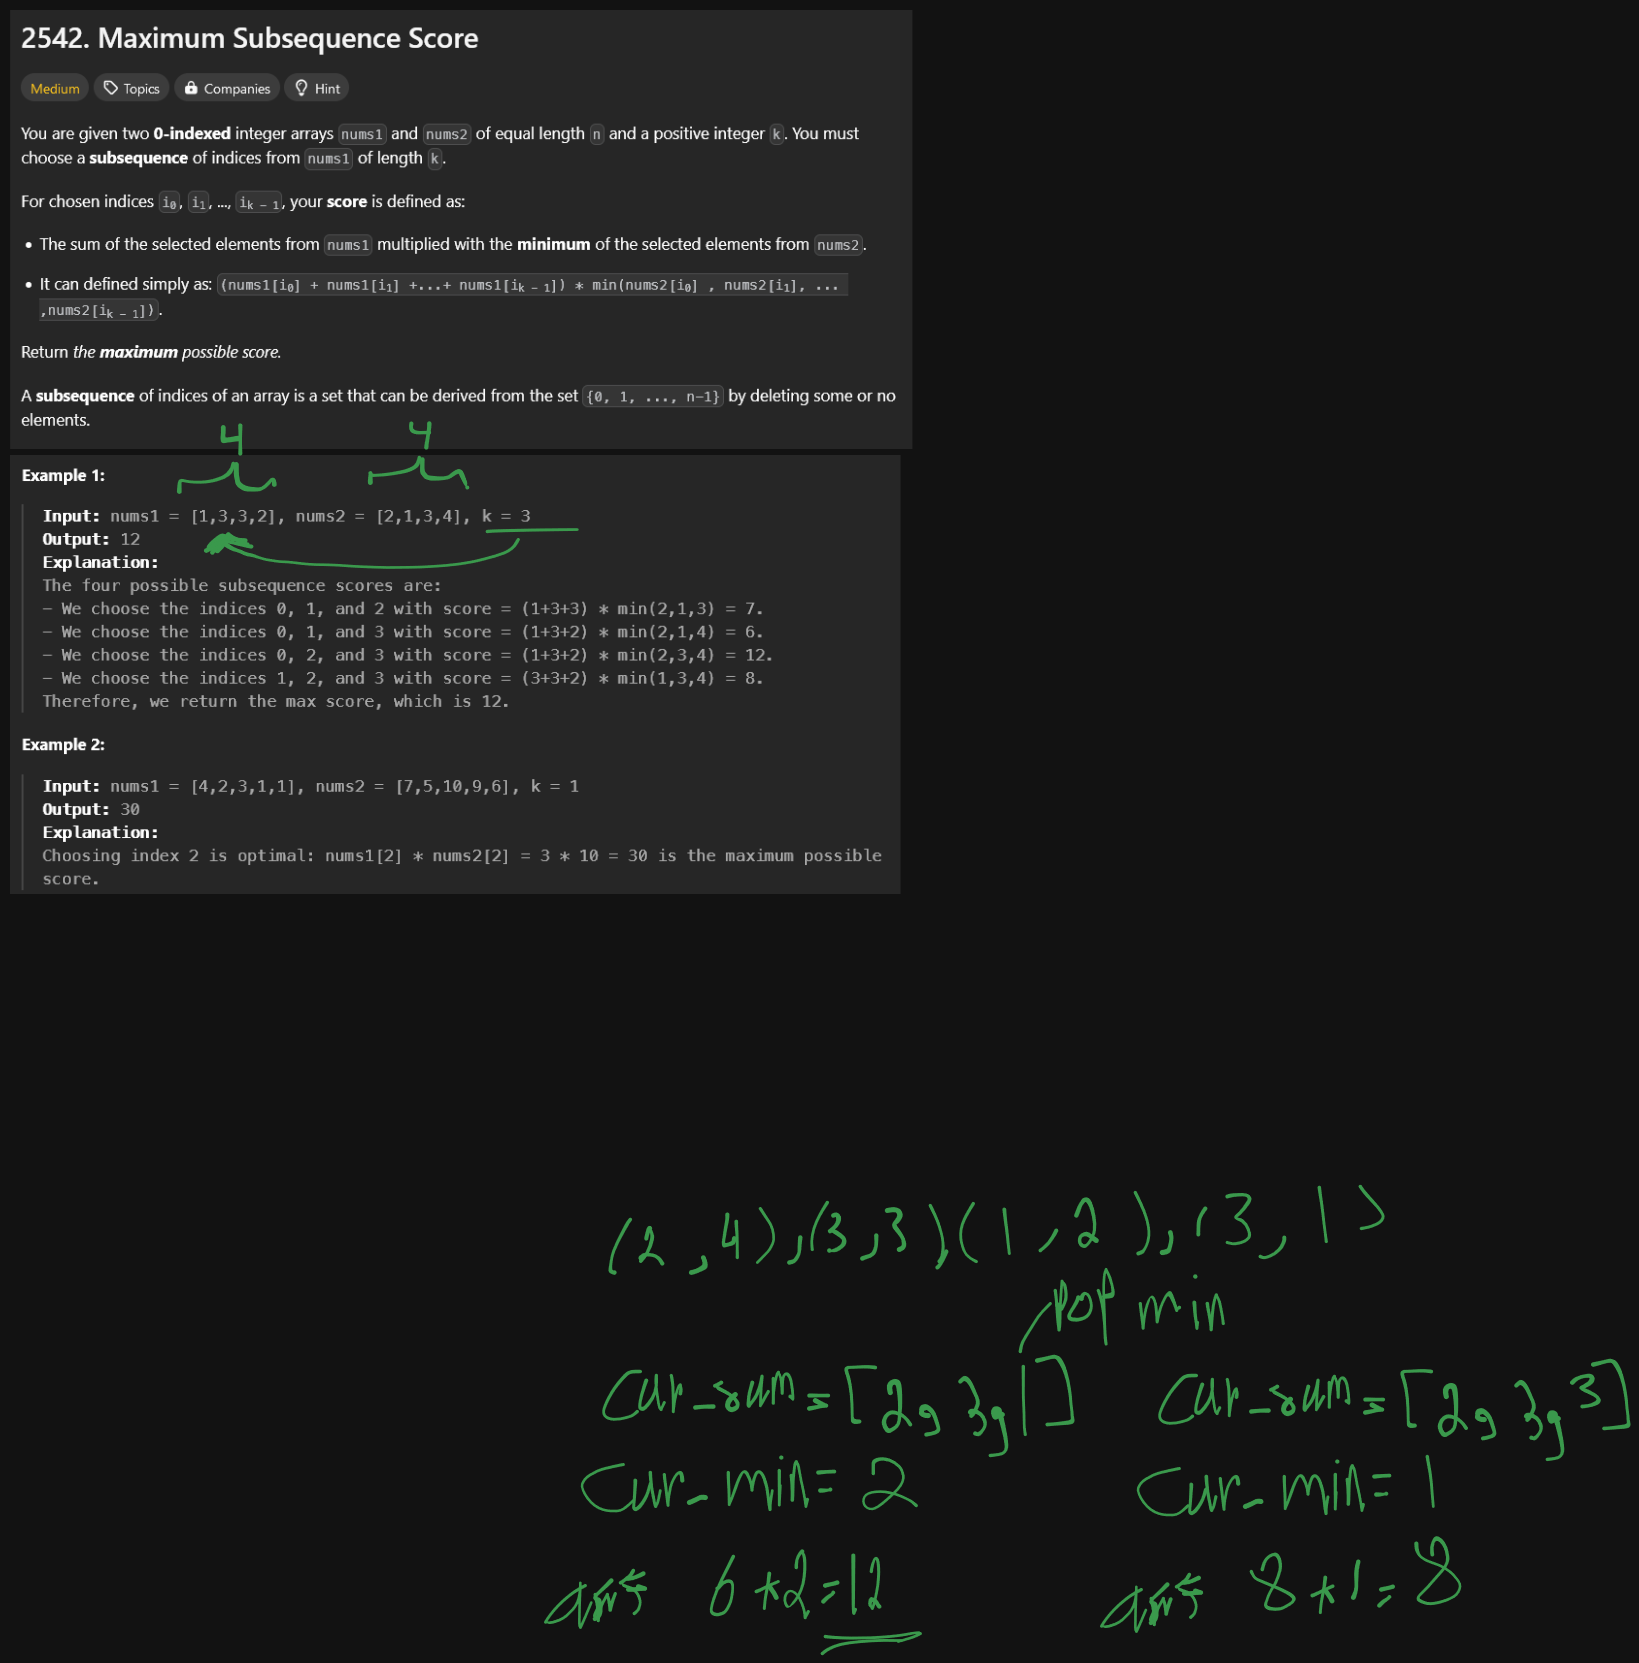 2542. Maximum Subsequence Score
Medium Topics Companies Hint
You are given two 0-indexed integer arrays nums1 and nums2 of equal length n and a positive integer k. You must
choose a subsequence of indices from nums1 of length k.
For chosen indices i₀, i₁, ..., iₖ ₋ ₁, your score is defined as:
• The sum of the selected elements from nums1 multiplied with the minimum of the selected elements from nums2.
• It can defined simply as: (nums1[i₀] + nums1[i₁] +...+ nums1[iₖ ₋ ₁]) * min(nums2[i₀] , nums2[i₁], ...
,nums2[iₖ ₋ ₁]).
Return the maximum possible score.
A subsequence of indices of an array is a set that can be derived from the set {0, 1, ..., n-1} by deleting some or no
elements.
4 4
Example 1:
Input: nums1 = [1,3,3,2], nums2 = [2,1,3,4], k = 3
Output: 12
Explanation:
The four possible subsequence scores are:
- We choose the indices 0, 1, and 2 with score = (1+3+3) * min(2,1,3) = 7.
- We choose the indices 0, 1, and 3 with score = (1+3+2) * min(2,1,4) = 6.
- We choose the indices 0, 2, and 3 with score = (1+3+2) * min(2,3,4) = 12.
- We choose the indices 1, 2, and 3 with score = (3+3+2) * min(1,3,4) = 8.
Therefore, we return the max score, which is 12.
Example 2:
Input: nums1 = [4,2,3,1,1], nums2 = [7,5,10,9,6], k = 1
Output: 30
Explanation:
Choosing index 2 is optimal: nums1[2] * nums2[2] = 3 * 10 = 30 is the maximum possible
score.
(2,4),(3,3),(1,2),(3,1)
pop min
Cur_sum = [2,3,1] Cur_sum = [2,3,3]
Cur_min = 2 Cur_min = 1
ans 6*2=12 ans 8*1=8